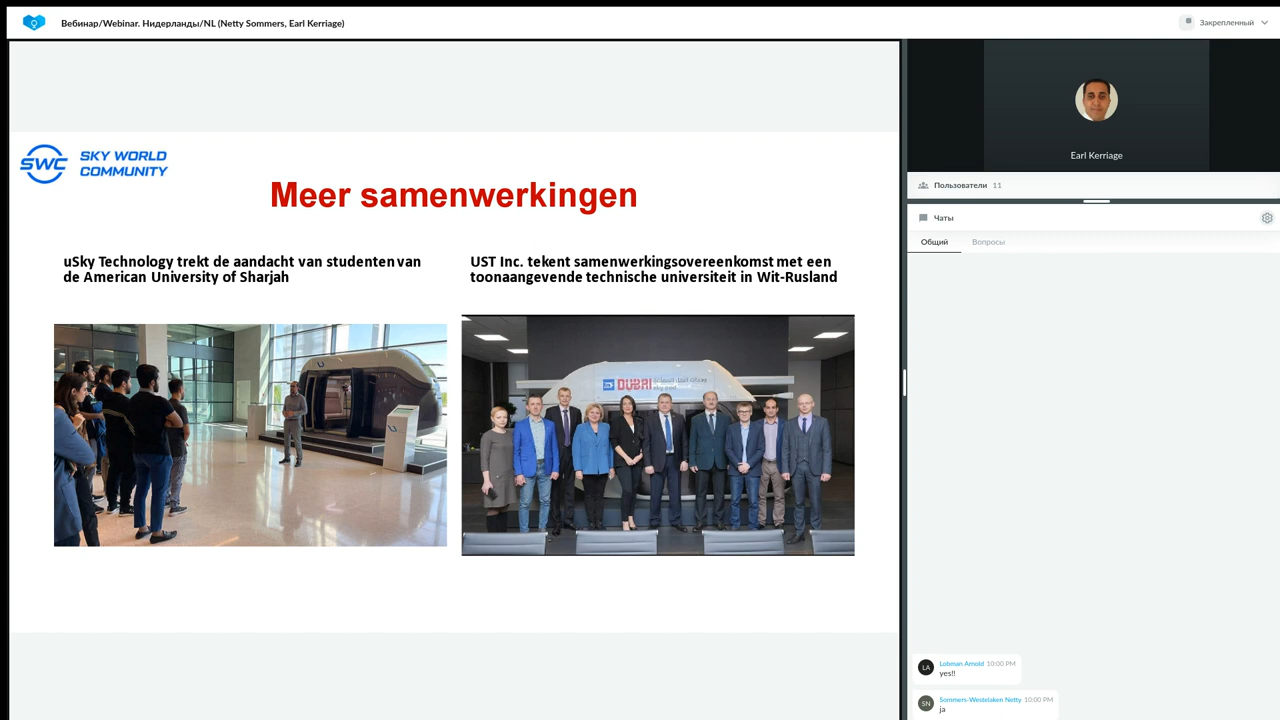 Вебинар/Webinar. Нидерланды/NL (Netty Sommers, Earl Kerriage)
Закрепленный
SWC
SKY WORLD
COMMUNITY
Meer samenwerkingen
uSky Technology trekt de aandacht van studenten van
de American University of Sharjah
UST Inc. tekent samenwerkingsovereenkomst met een
toonaangevende technische universiteit in Wit-Rusland
DUBAI
Earl Kerriage
Пользователи 11
Чаты
Общий Вопросы
LA
Lobman Arnold 10:00 PM
yes!!
SN
Sommers-Westelaken Netty 10:00 PM
ja